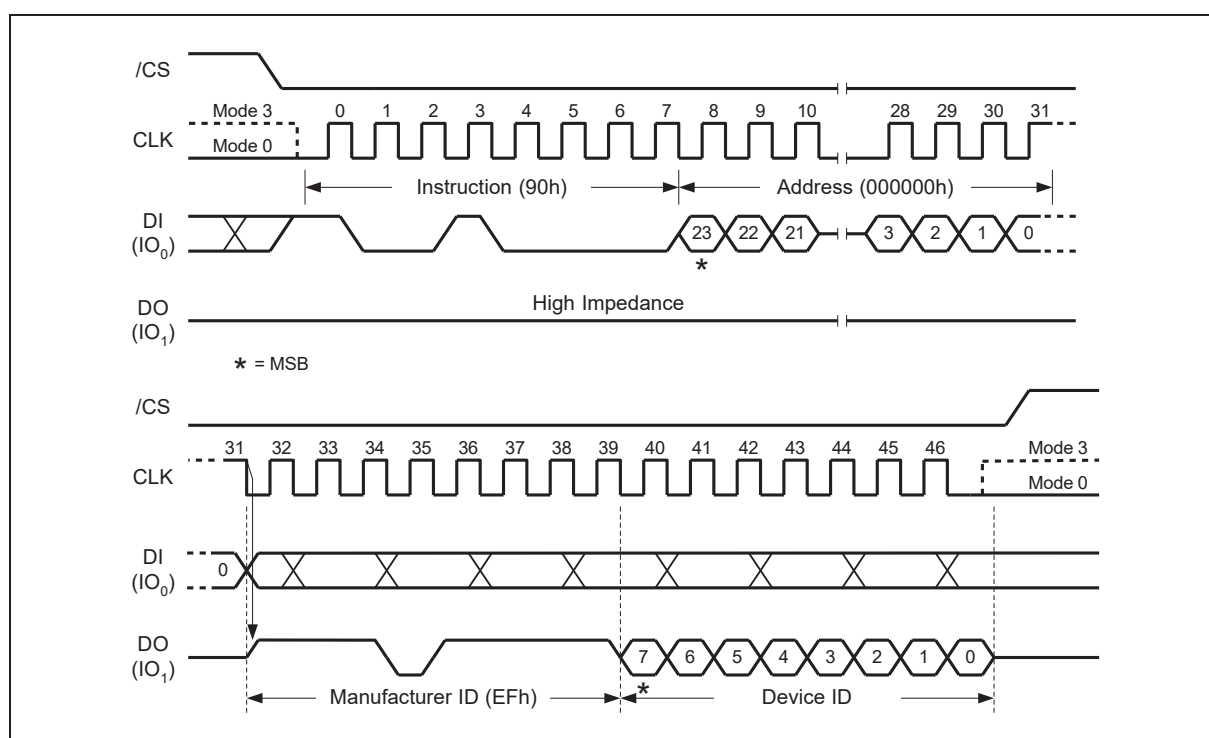 /CS
Mode 3 0 1 2 3 4 5 6 7 8 9 10 28 29 30 31
CLK
Mode 0
Instruction (90h) Address (000000h)
DI
(IO0) 23 22 21 3 2 1 0
*
High Impedance
DO
(IO1)
* = MSB
/CS
31 32 33 34 35 36 37 38 39 40 41 42 43 44 45 46 Mode 3
CLK
Mode 0
DI
(IO0) 0
DO
(IO1) 7 6 5 4 3 2 1 0
*
Manufacturer ID (EFh) Device ID